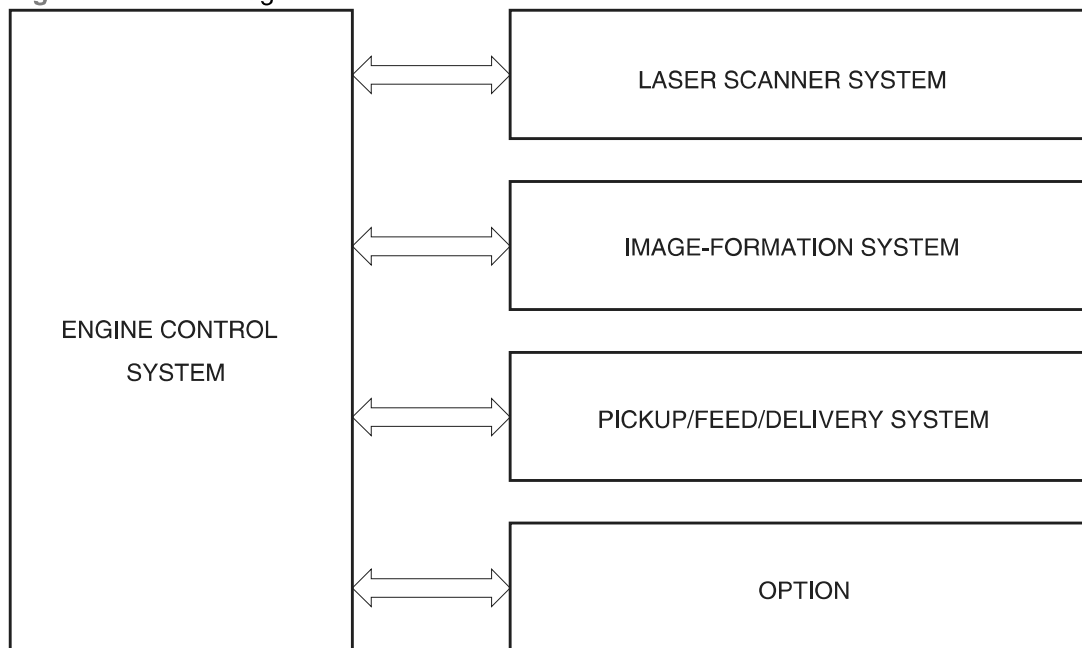 ENGINE CONTROL
SYSTEM
LASER SCANNER SYSTEM
IMAGE-FORMATION SYSTEM
PICKUP/FEED/DELIVERY SYSTEM
OPTION